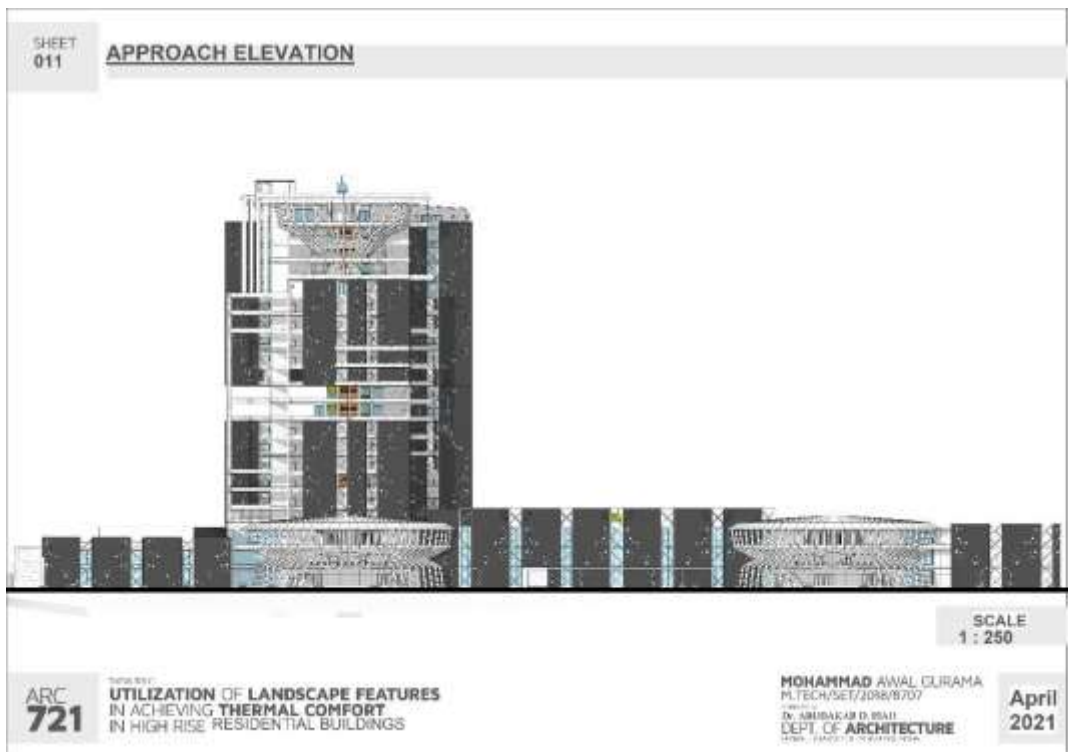 SHEET
011
APPROACH ELEVATION
SCALE
1 : 250
ARC
721
UTILIZATION OF LANDSCAPE FEATURES
IN ACHIEVING THERMAL COMFORT
IN HIGH RISE RESIDENTIAL BUILDINGS
MOHAMMAD AWAL GURAMA
DEPT. OF ARCHITECTURE
April
2021